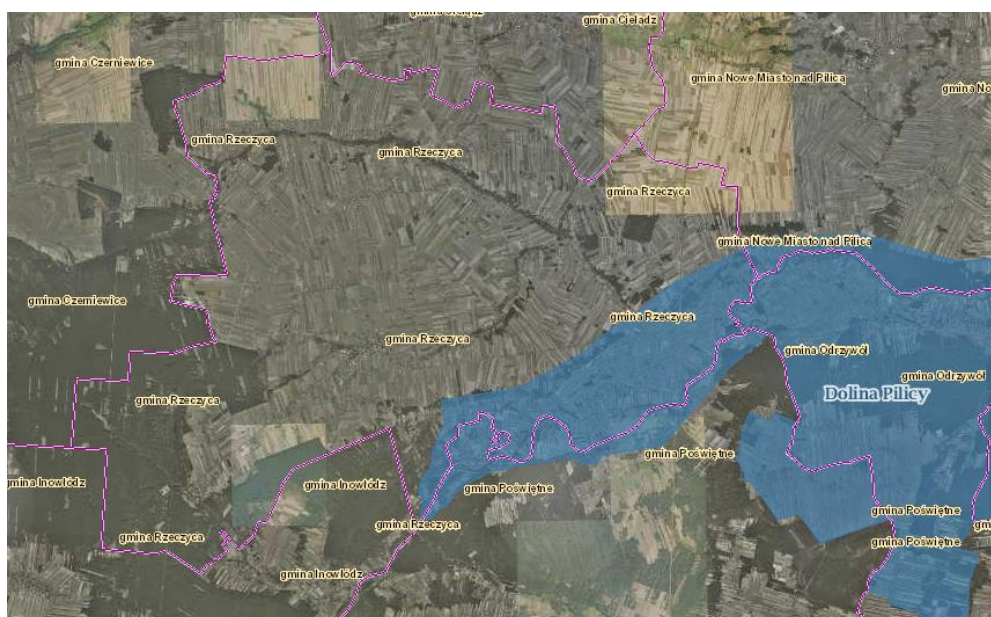 gmina Cielądz
gmina Czerniewice
gmina Nowe Miasto nad Pilicą
gmina Rzeczyca
gmina Rzeczyca
gmina Rzeczyca
gmina Nowe Miasto nad Pilicą
gmina Czerniewice
gmina Rzeczyca
gmina Rzeczyca
gmina Odrzywół
gmina Odrzywół
Dolina Pilicy
gmina Rzeczyca
gmina Poświętne
gmina Inowłódz
gmina Inowłódz
gmina Poświętne
gmina Poświętne
gmina Rzeczyca
gmina Rzeczyca
gmina Poświętne
gmina Inowłódz